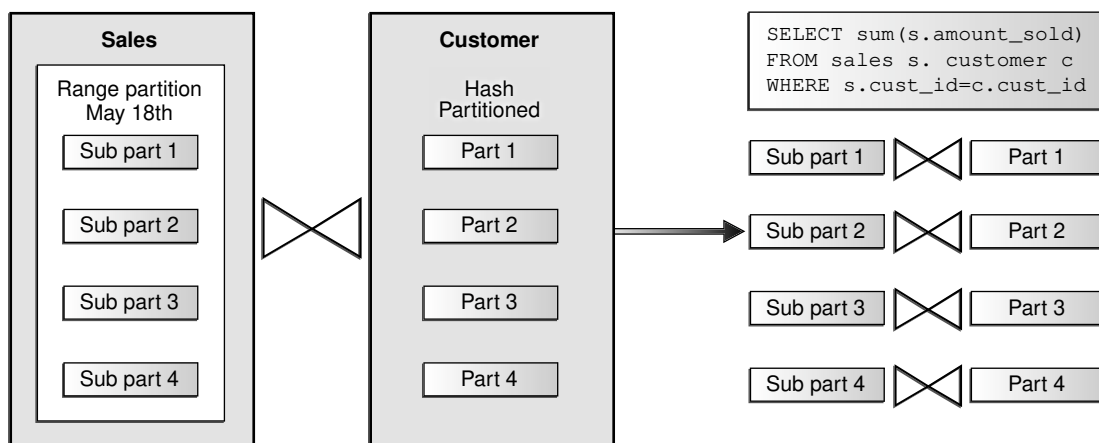 Sales
Range partition
May 18th
Sub part 1
Sub part 2
Sub part 3
Sub part 4
Customer
Hash
Partitioned
Part 1
Part 2
Part 3
Part 4
SELECT sum(s.amount_sold)
FROM sales s. customer c
WHERE s.cust_id=c.cust_id
Sub part 1 Part 1
Sub part 2 Part 2
Sub part 3 Part 3
Sub part 4 Part 4